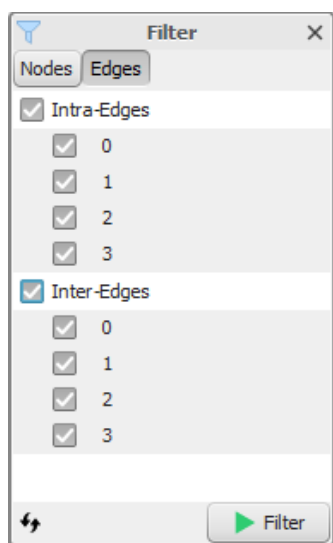 Filter
Nodes Edges
Intra-Edges
0
1
2
3
Inter-Edges
0
1
2
3
Filter